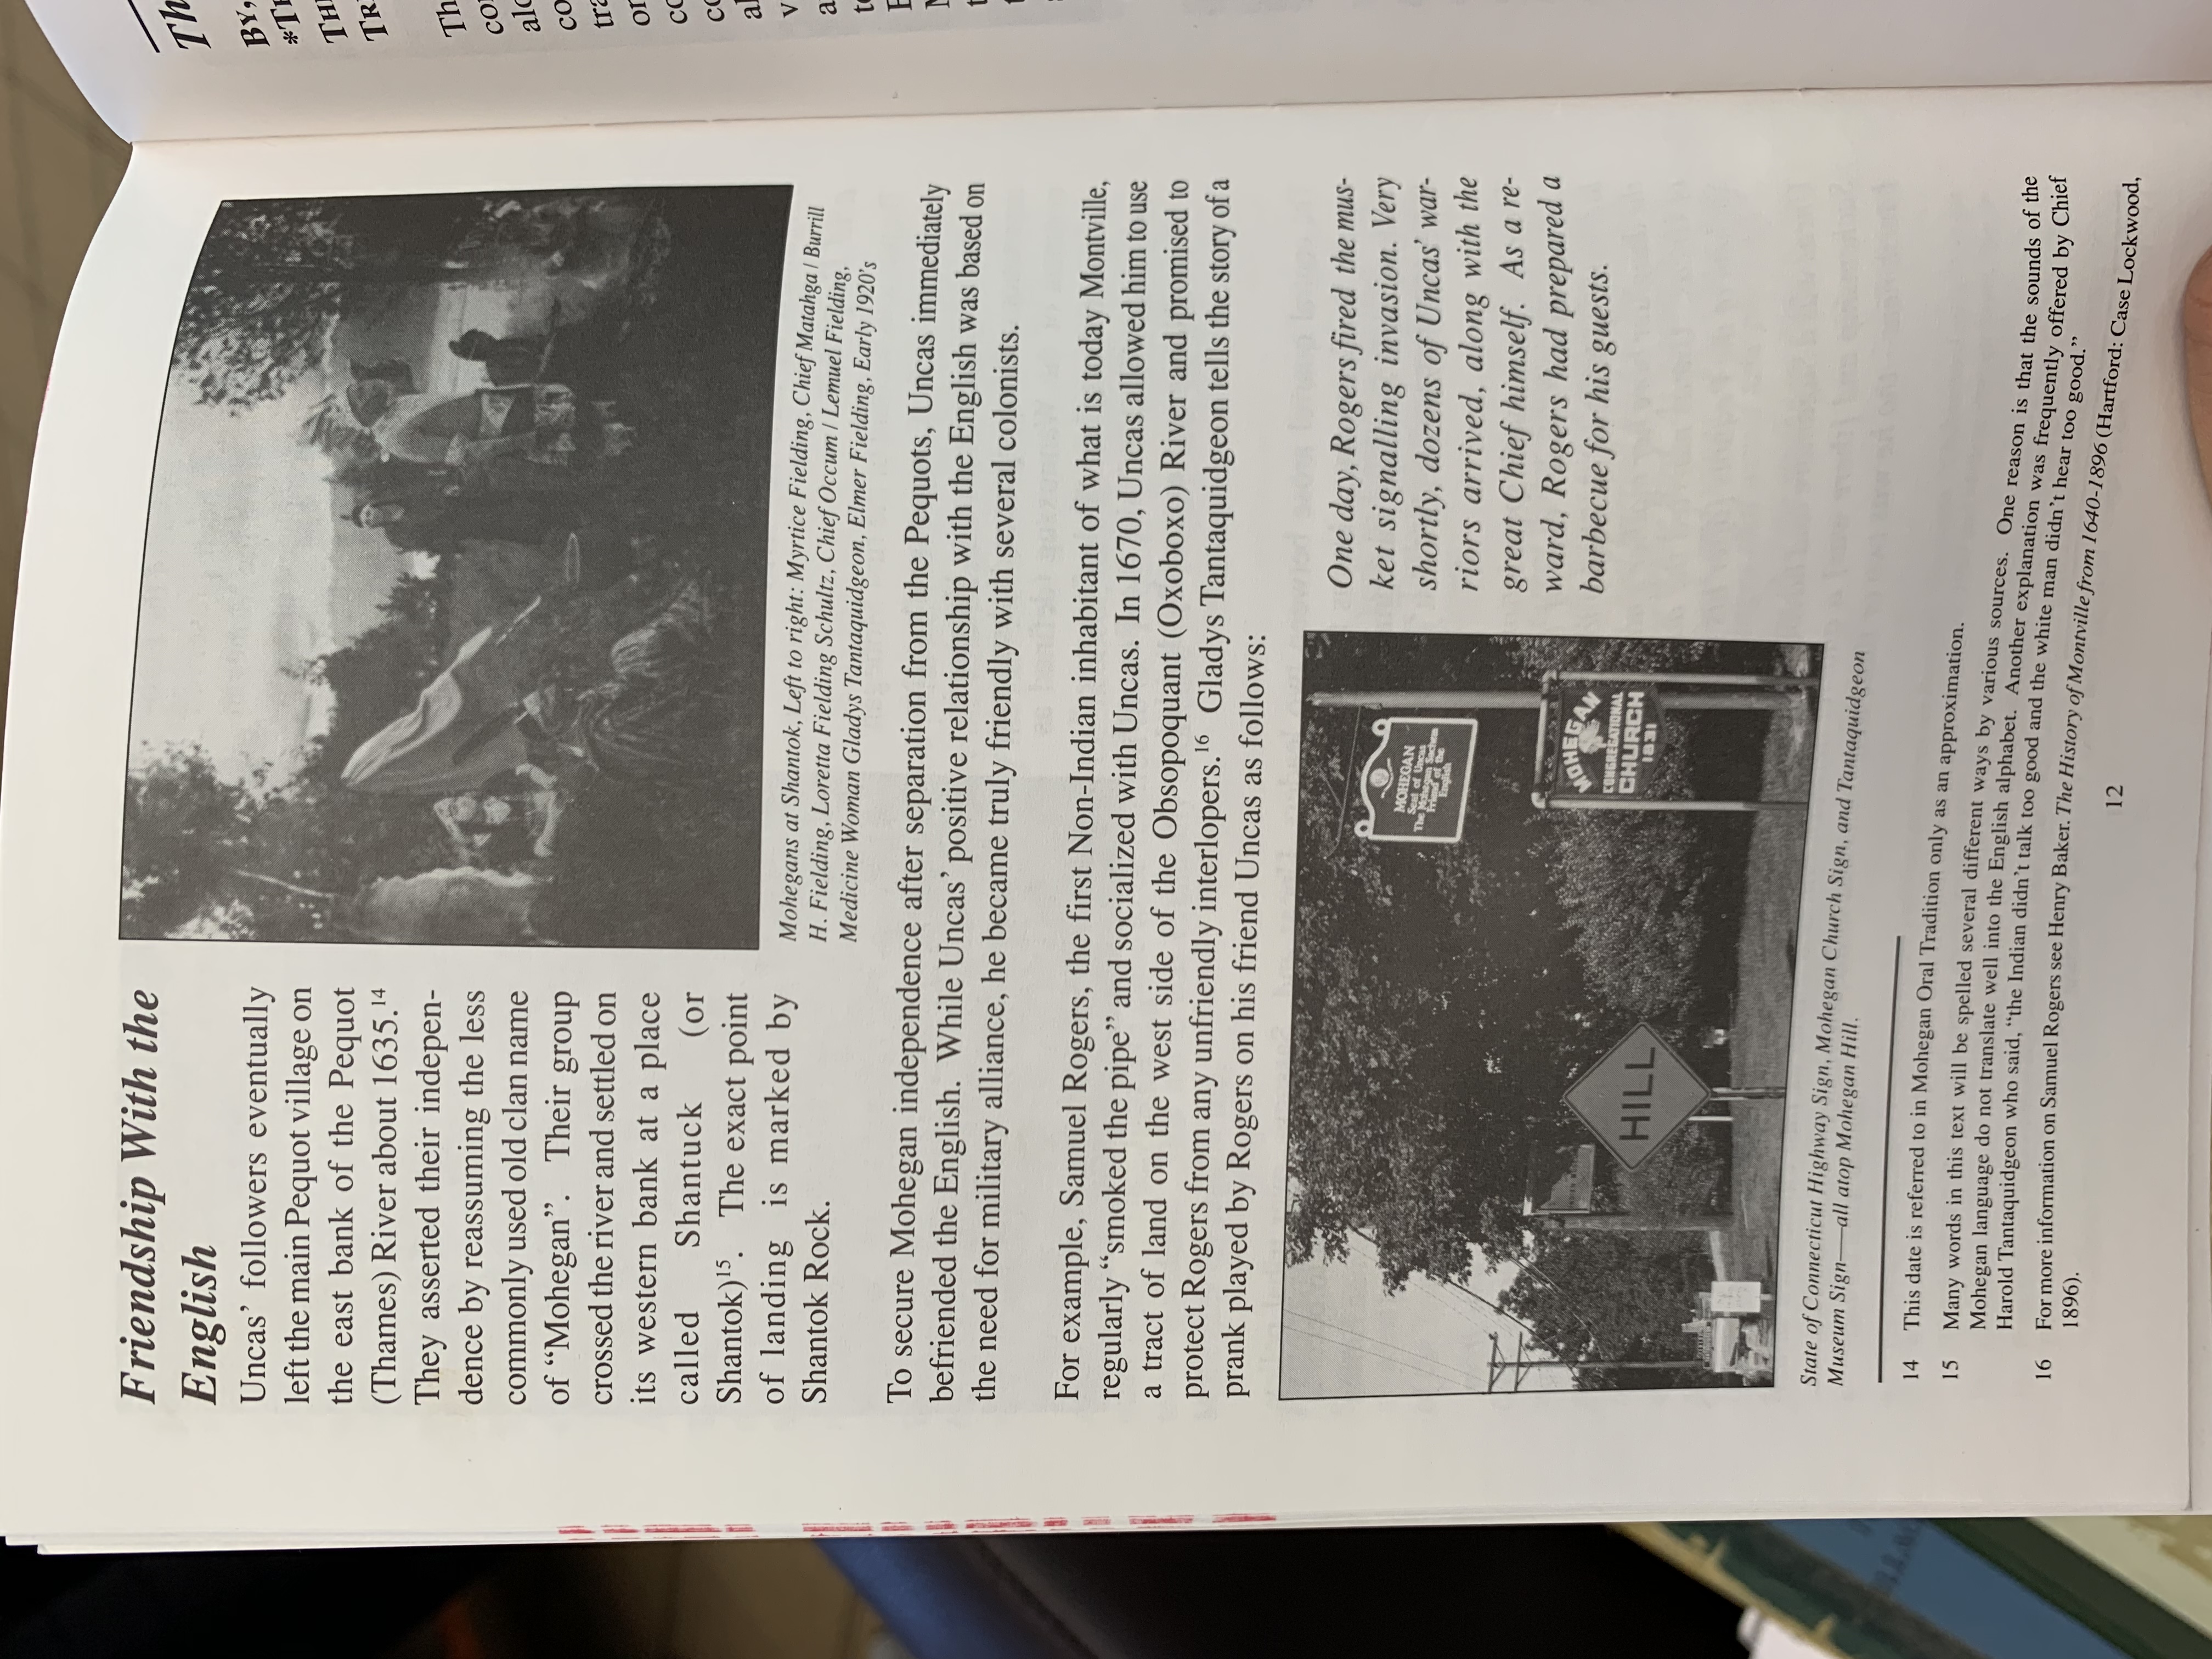 Friendship With the
English
Uncas' followers eventually
left the main Pequot village on
the east bank of the Pequot
(Thames) River about 1635.14
They asserted their indepen-
dence by reassuming the less
commonly used old clan name
of “Mohegan”. Their group
crossed the river and settled on
its western bank at a place
called Shantuck (or
Shantok)15. The exact point
of landing is marked by
Shantok Rock.
Mohegans at Shantok, Left to right: Myrtice Fielding, Chief Matahga / Burrill
H. Fielding, Loretta Fielding Schultz, Chief Occum / Lemuel Fielding,
Medicine Woman Gladys Tantaquidgeon, Elmer Fielding, Early 1920's
To secure Mohegan independence after separation from the Pequots, Uncas immediately
befriended the English. While Uncas' positive relationship with the English was based on
the need for military alliance, he became truly friendly with several colonists.
For example, Samuel Rogers, the first Non-Indian inhabitant of what is today Montville,
regularly “smoked the pipe” and socialized with Uncas. In 1670, Uncas allowed him to use
a tract of land on the west side of the Obsopoquant (Oxoboxo) River and promised to
protect Rogers from any unfriendly interlopers.16 Gladys Tantaquidgeon tells the story of a
prank played by Rogers on his friend Uncas as follows:
MOHEGAN
Seat of Uncas
The Mohegan Sachem
Friend of the
English
HILL
MOHEGAN
CONGREGATIONAL
CHURCH
1831
One day, Rogers fired the mus-
ket signalling invasion. Very
shortly, dozens of Uncas' war-
riors arrived, along with the
great Chief himself. As a re-
ward, Rogers had prepared a
barbecue for his guests.
State of Connecticut Highway Sign, Mohegan Church Sign, and Tantaquidgeon
Museum Sign—all atop Mohegan Hill.
14 This date is referred to in Mohegan Oral Tradition only as an approximation.
15 Many words in this text will be spelled several different ways by various sources. One reason is that the sounds of the
Mohegan language do not translate well into the English alphabet. Another explanation was frequently offered by Chief
Harold Tantaquidgeon who said, “the Indian didn't talk too good and the white man didn't hear too good.”
16 For more information on Samuel Rogers see Henry Baker. The History of Montville from 1640-1896 (Hartford: Case Lockwood,
1896).
12